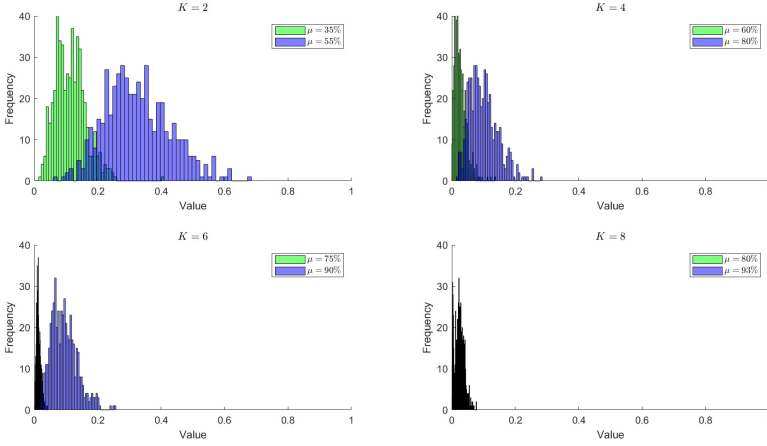 K = 2
μ = 35%
μ = 55%
Frequency
40
30
20
10
0
0 0.2 0.4 0.6 0.8 1
Value
K = 4
μ = 60%
μ = 80%
Frequency
40
30
20
10
0
0 0.2 0.4 0.6 0.8
Value
K = 6
μ = 75%
μ = 90%
Frequency
40
30
20
10
0
0 0.2 0.4 0.6 0.8 1
Value
K = 8
μ = 80%
μ = 93%
Frequency
40
30
20
10
0
0 0.2 0.4 0.6 0.8
Value